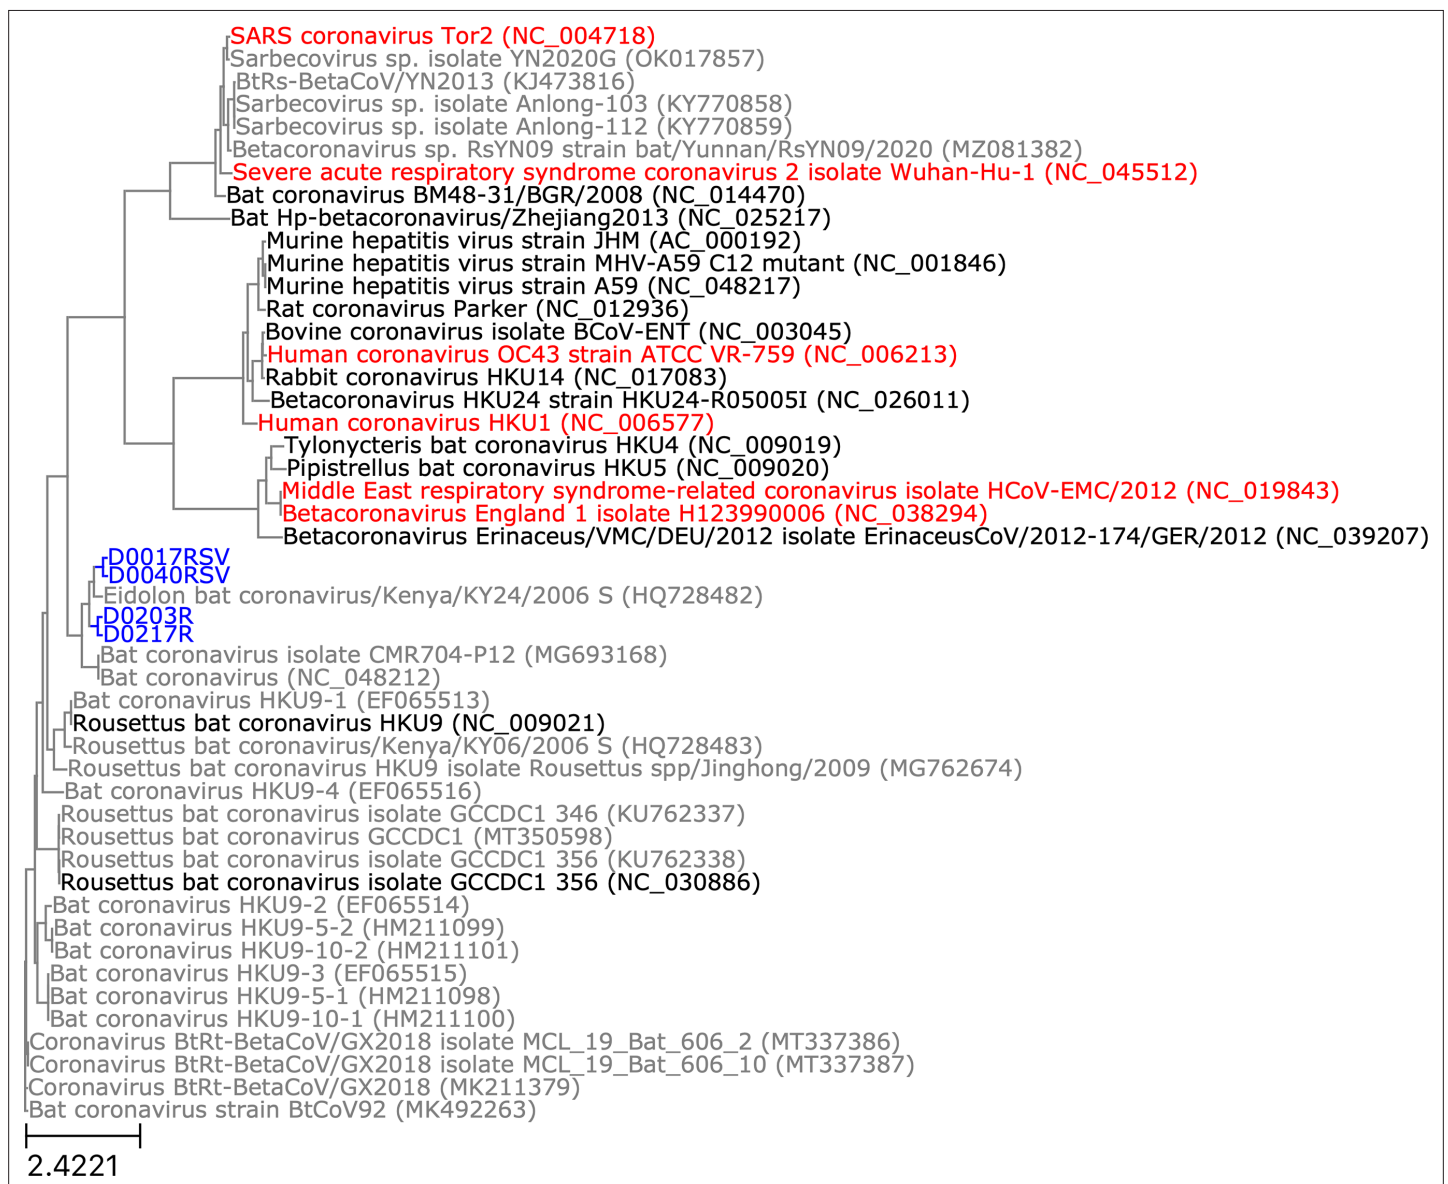 SARS coronavirus Tor2 (NC_004718)
Sarbecovirus sp. isolate YN2020G (OK017857)
BtRs-BetaCoV/YN2013 (KJ473816)
Sarbecovirus sp. isolate Anlong-103 (KY770858)
Sarbecovirus sp. isolate Anlong-112 (KY770859)
Betacoronavirus sp. RsYN09 strain bat/Yunnan/RsYN09/2020 (MZ081382)
Severe acute respiratory syndrome coronavirus 2 isolate Wuhan-Hu-1 (NC_045512)
Bat coronavirus BM48-31/BGR/2008 (NC_014470)
Bat Hp-betacoronavirus/Zhejiang2013 (NC_025217)
Murine hepatitis virus strain JHM (AC_000192)
Murine hepatitis virus strain MHV-A59 C12 mutant (NC_001846)
Murine hepatitis virus strain A59 (NC_048217)
Rat coronavirus Parker (NC_012936)
Bovine coronavirus isolate BCoV-ENT (NC_003045)
Human coronavirus OC43 strain ATCC VR-759 (NC_006213)
Rabbit coronavirus HKU14 (NC_017083)
Betacoronavirus HKU24 strain HKU24-R05005I (NC_026011)
Human coronavirus HKU1 (NC_006577)
Tylonycteris bat coronavirus HKU4 (NC_009019)
Pipistrellus bat coronavirus HKU5 (NC_009020)
Middle East respiratory syndrome-related coronavirus isolate HCoV-EMC/2012 (NC_019843)
Betacoronavirus England 1 isolate H123990006 (NC_038294)
Betacoronavirus Erinaceus/VMC/DEU/2012 isolate ErinaceusCoV/2012-174/GER/2012 (NC_039207)
D0017RSV
D0040RSV
Eidolon bat coronavirus/Kenya/KY24/2006 S (HQ728482)
D0203R
D0217R
Bat coronavirus isolate CMR704-P12 (MG693168)
Bat coronavirus (NC_048212)
Bat coronavirus HKU9-1 (EF065513)
Rousettus bat coronavirus HKU9 (NC_009021)
Rousettus bat coronavirus/Kenya/KY06/2006 S (HQ728483)
Rousettus bat coronavirus HKU9 isolate Rousettus spp/Jinghong/2009 (MG762674)
Bat coronavirus HKU9-4 (EF065516)
Rousettus bat coronavirus isolate GCCDC1 346 (KU762337)
Rousettus bat coronavirus GCCDC1 (MT350598)
Rousettus bat coronavirus isolate GCCDC1 356 (KU762338)
Rousettus bat coronavirus isolate GCCDC1 356 (NC_030886)
Bat coronavirus HKU9-2 (EF065514)
Bat coronavirus HKU9-5-2 (HM211099)
Bat coronavirus HKU9-10-2 (HM211101)
Bat coronavirus HKU9-3 (EF065515)
Bat coronavirus HKU9-5-1 (HM211098)
Bat coronavirus HKU9-10-1 (HM211100)
Coronavirus BtRt-BetaCoV/GX2018 isolate MCL_19_Bat_606_2 (MT337386)
Coronavirus BtRt-BetaCoV/GX2018 isolate MCL_19_Bat_606_10 (MT337387)
Coronavirus BtRt-BetaCoV/GX2018 (MK211379)
Bat coronavirus strain BtCoV92 (MK492263)
2.4221